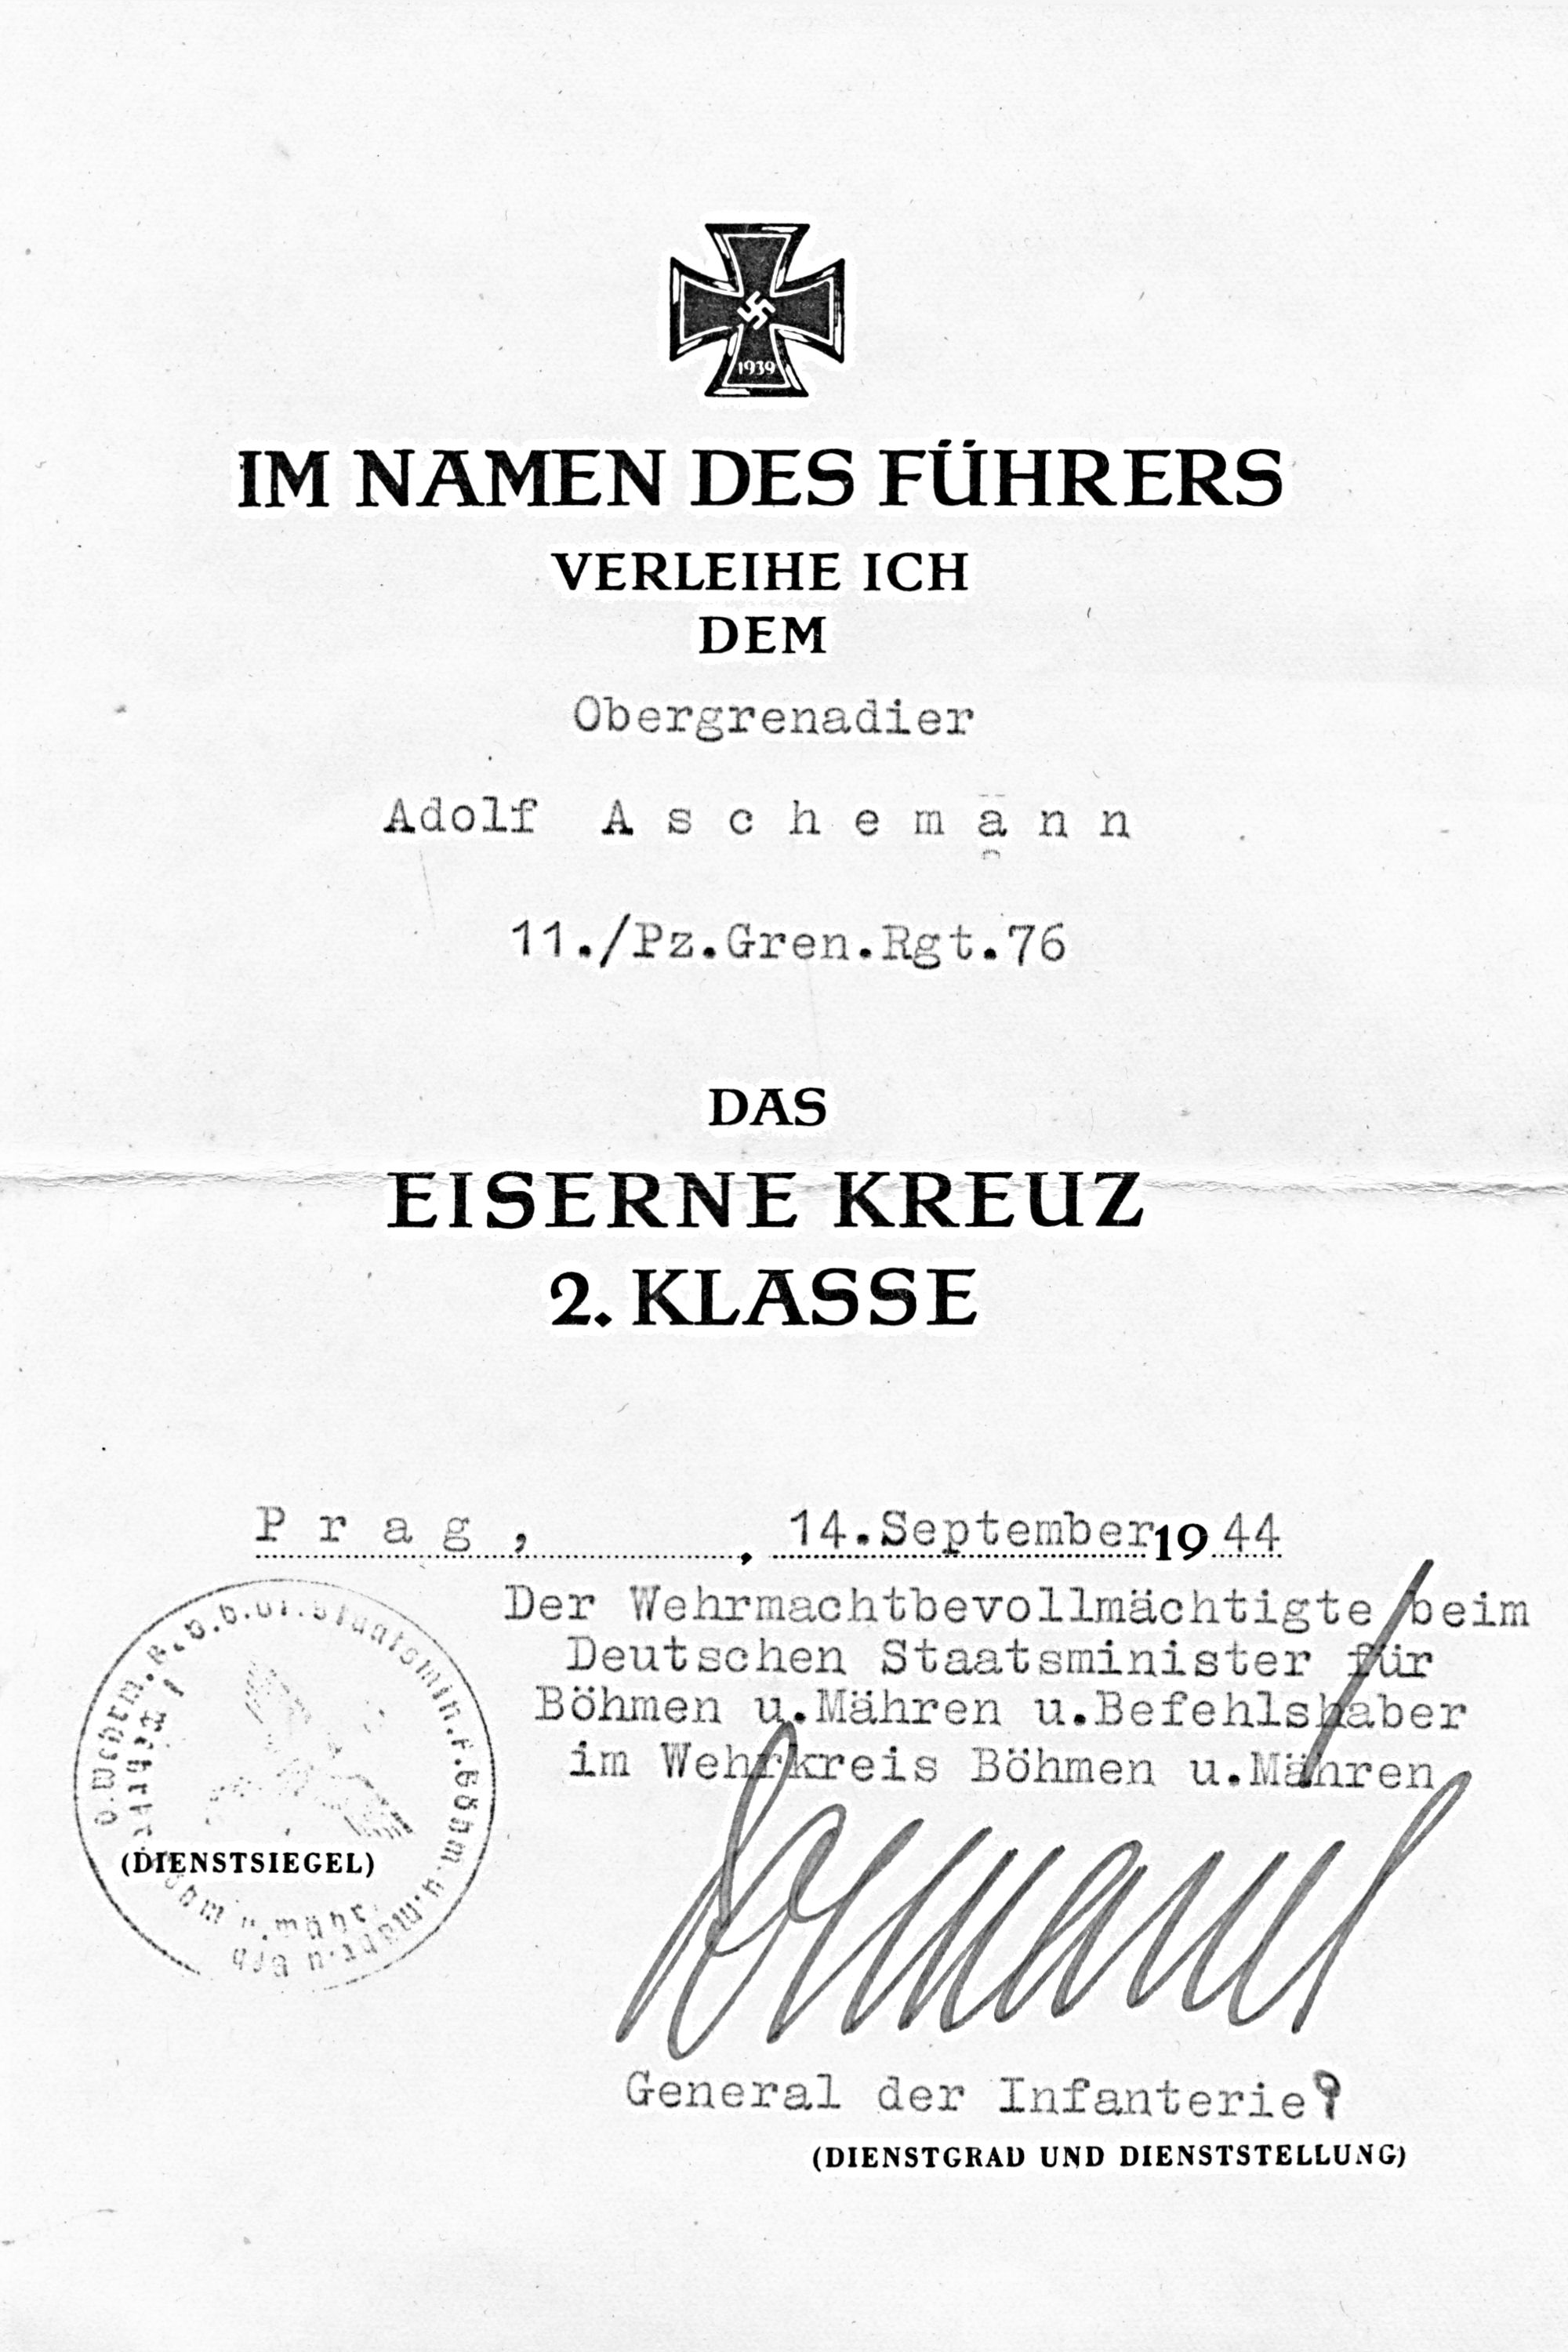 1939
IM NAMEN DES FÜHRERS
VERLEIHE ICH
DEM
Obergrenadier
Adolf Aschemann
11./Pz.Gren.Rgt.76
DAS
EISERNE KREUZ
2. KLASSE
Prag, , 14.September 19 44
Der Wehrmachtbevollmächtigte beim
Deutschen Staatsminister für
Böhmen u.Mähren u.Befehlshaber
im Wehrkreis Böhmen u.Mähren
(DIENSTSIEGEL)
General der Infanterie
(DIENSTGRAD UND DIENSTSTELLUNG)